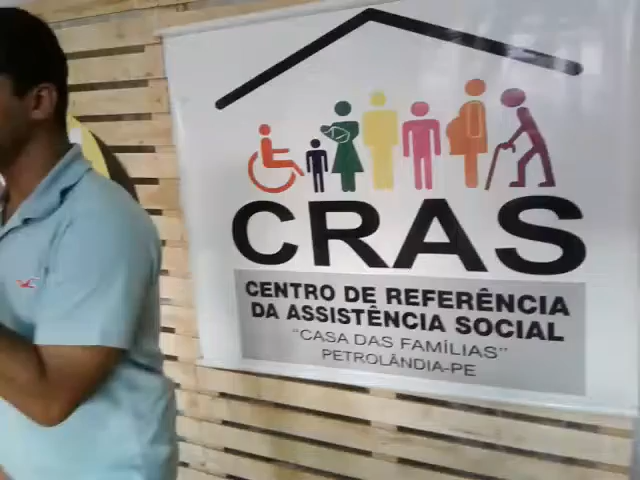 CRAS
CENTRO DE REFERÊNCIA
DA ASSISTÊNCIA SOCIAL
"CASA DAS FAMÍLIAS"
PETROLÂNDIA-PE